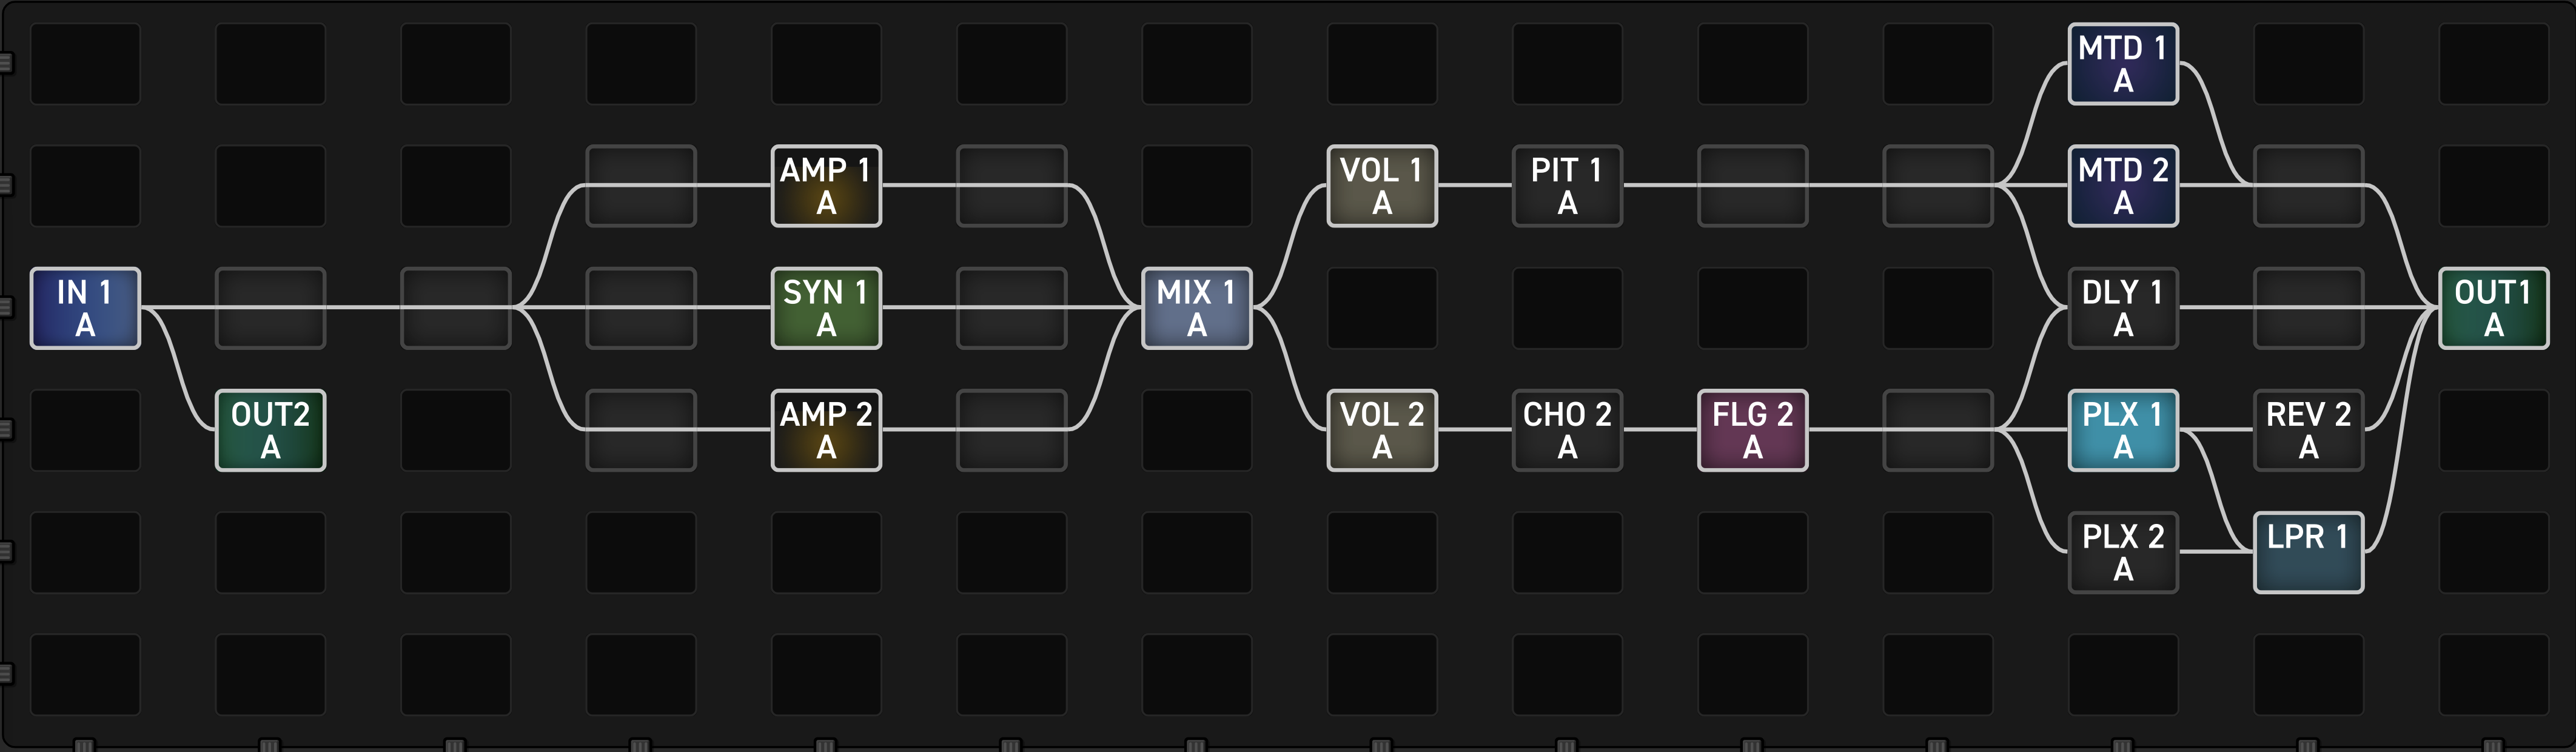 MTD 1
A
AMP 1
A
VOL 1
A
PIT 1
A
MTD 2
A
IN 1
A
SYN 1
A
MIX 1
A
DLY 1
A
OUT1
A
OUT2
A
AMP 2
A
VOL 2
A
CHO 2
A
FLG 2
A
PLX 1
A
REV 2
A
PLX 2
A
LPR 1